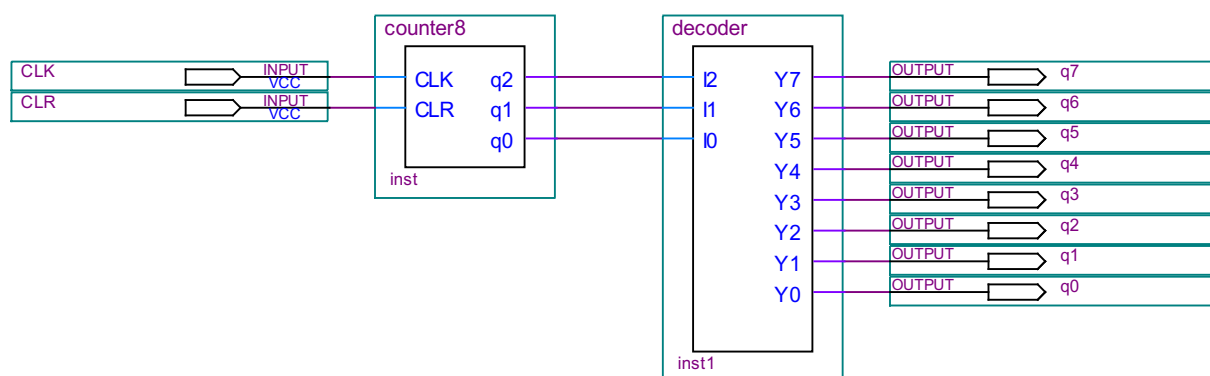 counter8
decoder
CLK INPUT VCC
CLR INPUT VCC
CLK q2
CLR q1
q0
inst
I2 Y7
I1 Y6
I0 Y5
Y4
Y3
Y2
Y1
Y0
inst1
OUTPUT q7
OUTPUT q6
OUTPUT q5
OUTPUT q4
OUTPUT q3
OUTPUT q2
OUTPUT q1
OUTPUT q0